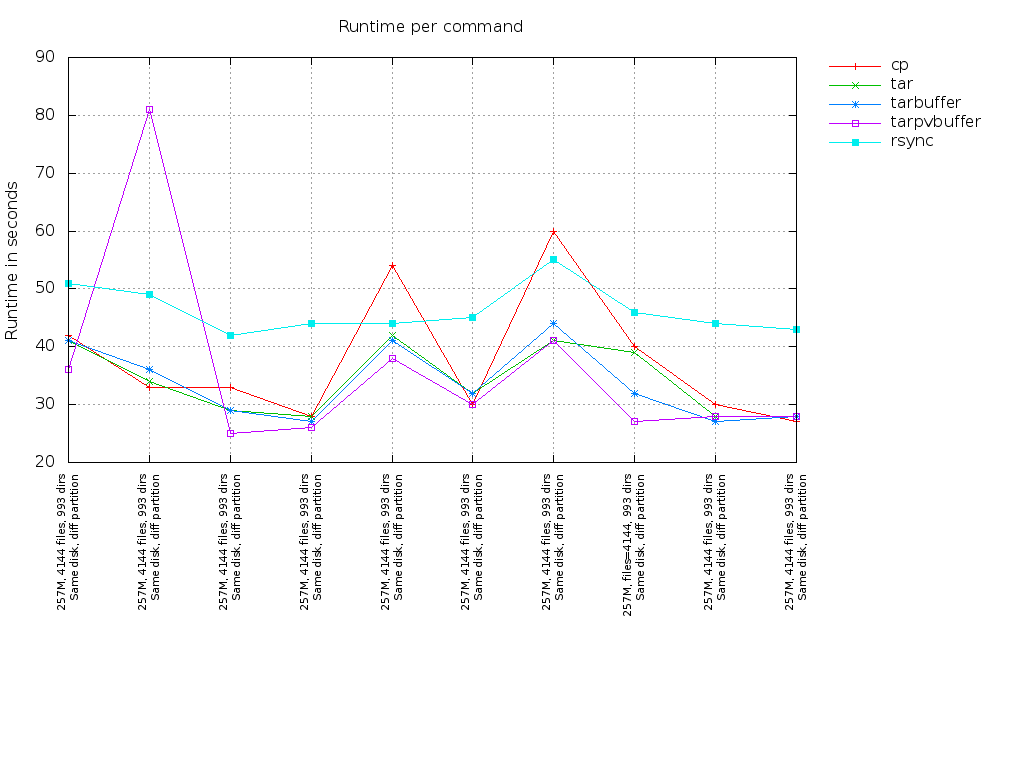 Runtime per command
cp
tar
tarbuffer
tarpvbuffer
rsync
Runtime in seconds
90
80
70
60
50
40
30
20
257M, 4144 files, 993 dirs
Same disk, diff partition
257M, 4144 files, 993 dirs
Same disk, diff partition
257M, 4144 files, 993 dirs
Same disk, diff partition
257M, 4144 files, 993 dirs
Same disk, diff partition
257M, 4144 files, 993 dirs
Same disk, diff partition
257M, 4144 files, 993 dirs
Same disk, diff partition
257M, 4144 files, 993 dirs
Same disk, diff partition
257M, files=4144, 993 dirs
Same disk, diff partition
257M, 4144 files, 993 dirs
Same disk, diff partition
257M, 4144 files, 993 dirs
Same disk, diff partition